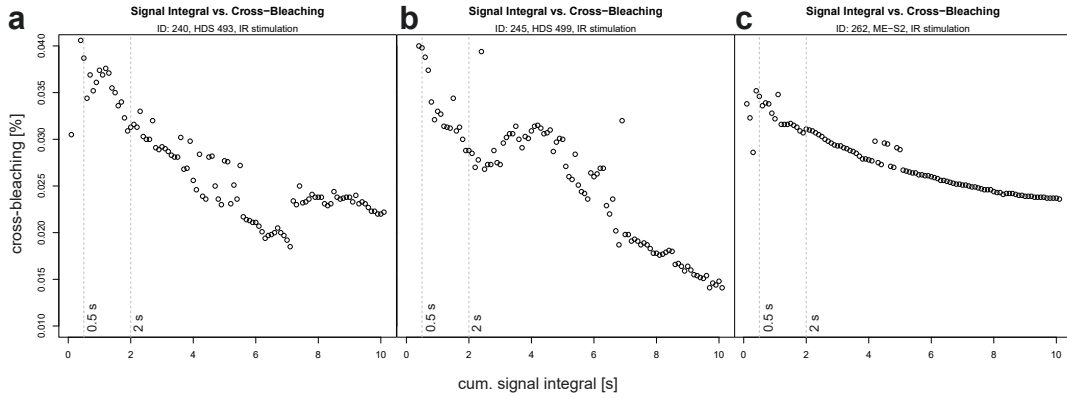 a
Signal Integral vs. Cross−Bleaching
ID: 240, HDS 493, IR stimulation
b
Signal Integral vs. Cross−Bleaching
ID: 245, HDS 499, IR stimulation
c
Signal Integral vs. Cross−Bleaching
ID: 262, ME−S2, IR stimulation
cross-bleaching [%]
0.040
0.035
0.030
0.025
0.020
0.015
0.010
0.5 s
2 s
0.5 s
2 s
0.5 s
2 s
0 2 4 6 8 10
0 2 4 6 8 10
0 2 4 6 8 10
cum. signal integral [s]